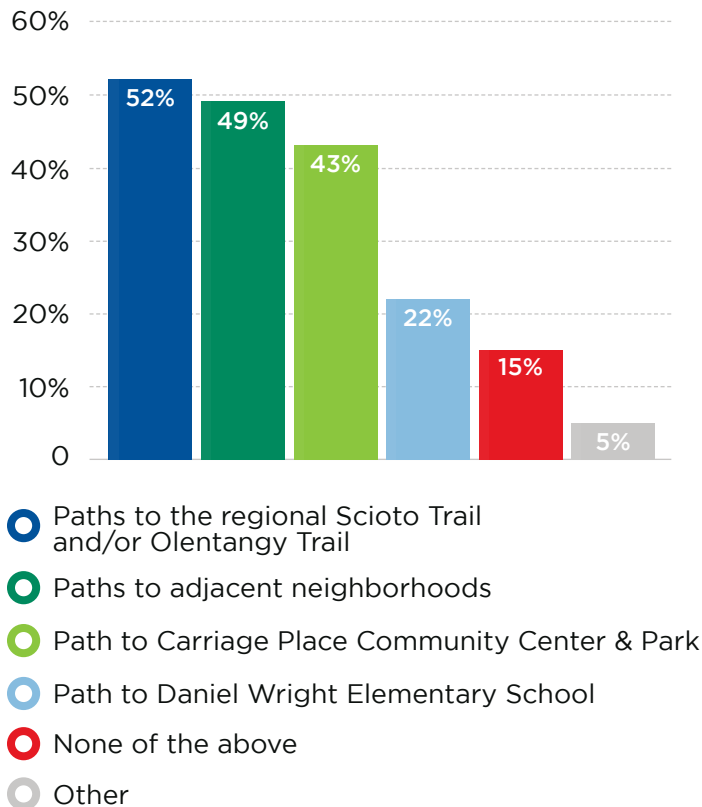 60%
50%
40%
30%
20%
10%
0
52%
49%
43%
22%
15%
5%
Paths to the regional Scioto Trail
and/or Olentangy Trail
Paths to adjacent neighborhoods
Path to Carriage Place Community Center & Park
Path to Daniel Wright Elementary School
None of the above
Other